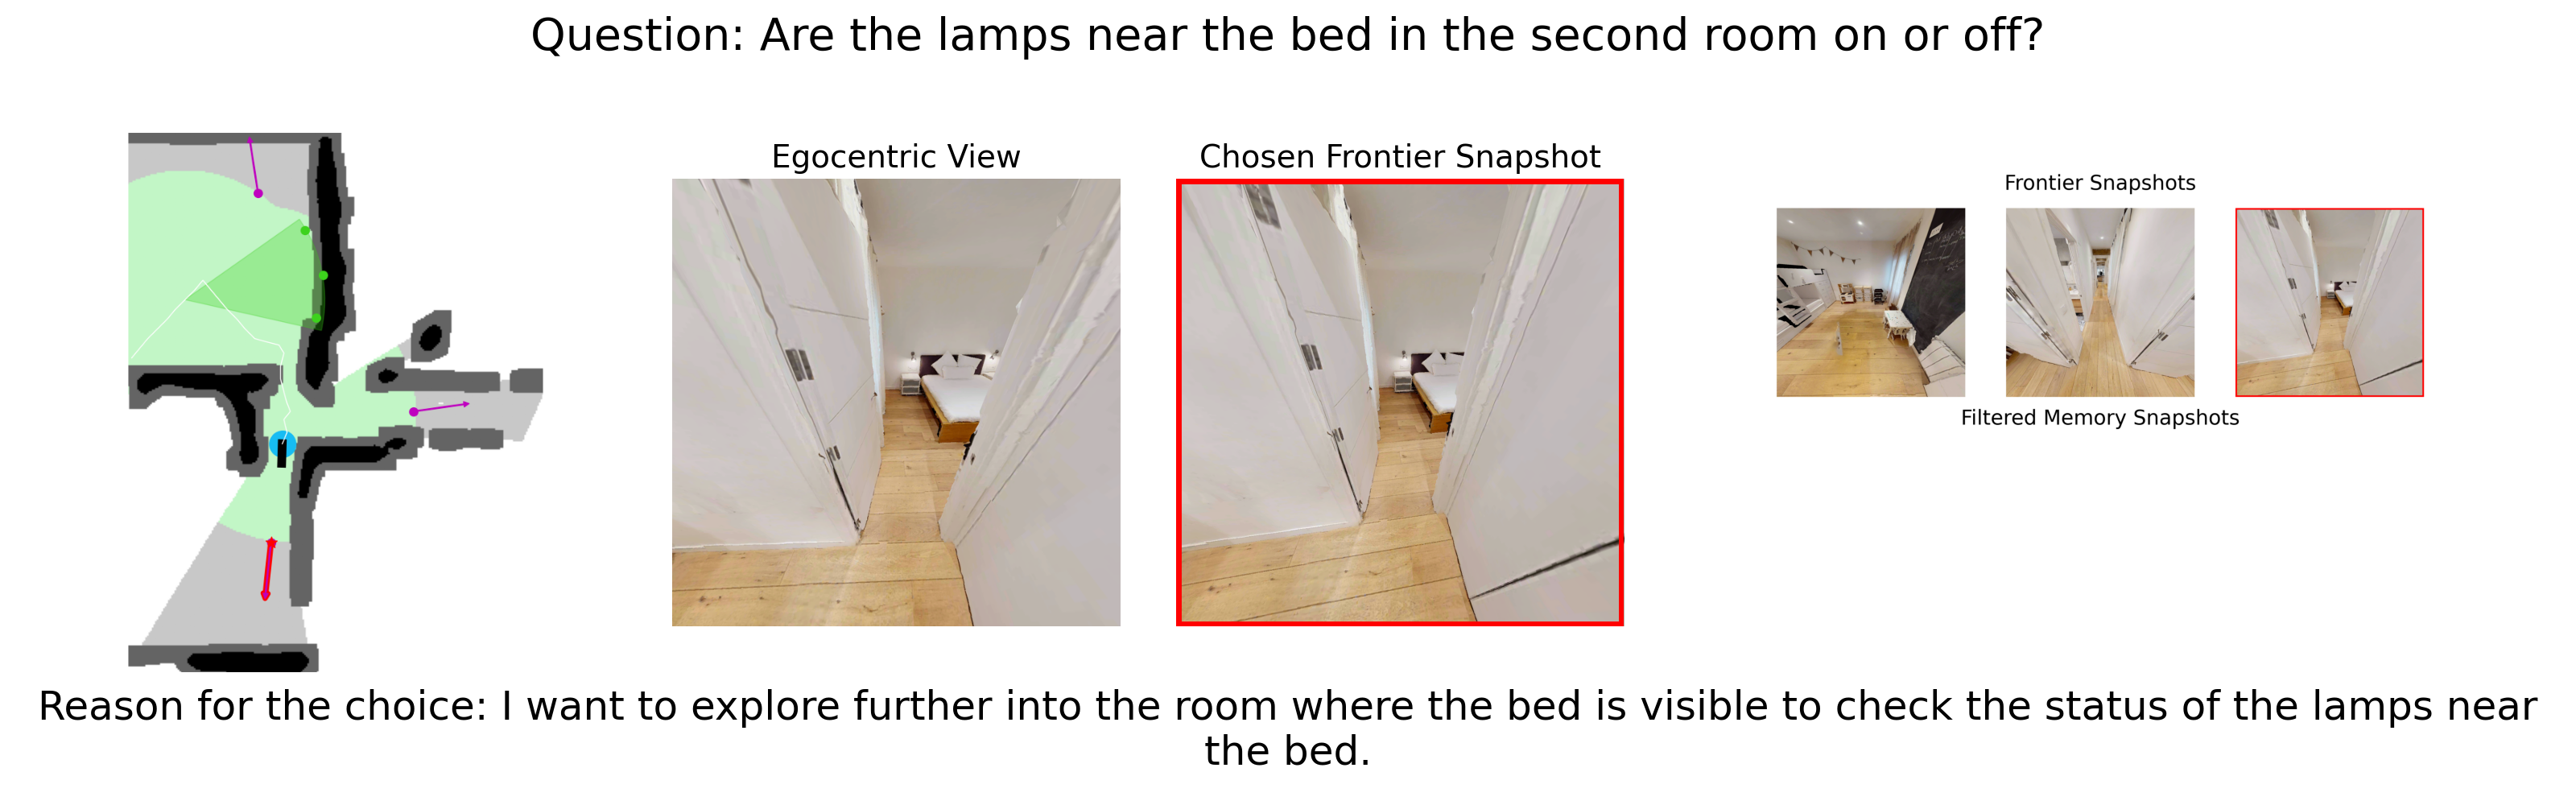 Question: Are the lamps near the bed in the second room on or off?
Egocentric View
Chosen Frontier Snapshot
Frontier Snapshots
Filtered Memory Snapshots
Reason for the choice: I want to explore further into the room where the bed is visible to check the status of the lamps near
the bed.